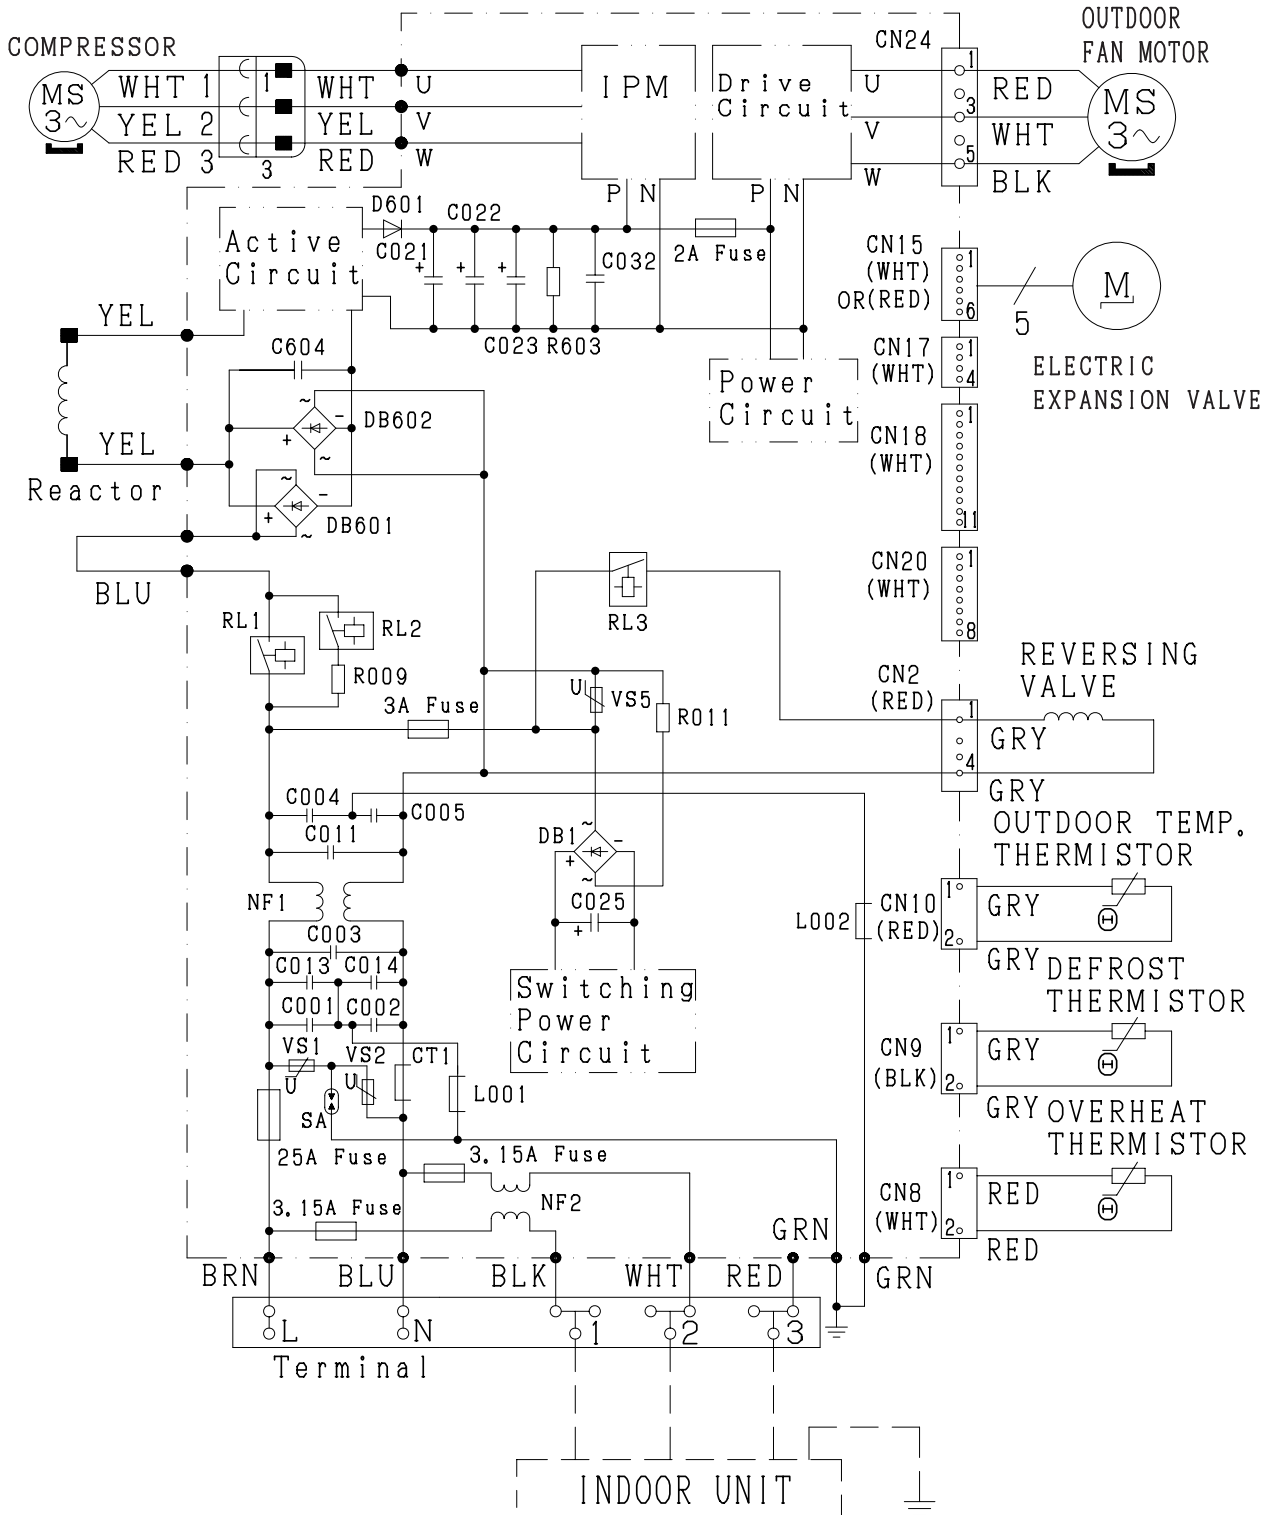 COMPRESSOR
MS
3~
WHT 1
YEL 2
RED 3
1
3
WHT
YEL
RED
U
V
W
IPM
P N
Drive
Circuit
P N
U
V
W
CN24
1
3
5
RED
WHT
BLK
OUTDOOR
FAN MOTOR
MS
3~
Active
Circuit
D601
C021
C022
+
+
+
C023
R603
C032
2A Fuse
CN15
(WHT)
OR(RED)
1
6
5
M
ELECTRIC
EXPANSION VALVE
YEL
YEL
Reactor
C604
~
+
-
~
DB602
~
+
-
~
DB601
Power
Circuit
CN17
(WHT)
1
4
CN18
(WHT)
1
11
CN20
(WHT)
1
8
BLU
RL1
RL2
R009
RL3
3A Fuse
U
VS5
R011
CN2
(RED)
1
4
REVERSING
VALVE
GRY
GRY
C004
C005
C011
NF1
C003
C013
C014
C001
C002
DB1
~
+
-
~
C025
+
Switching
Power
Circuit
L002
CN10
(RED)
1
2
OUTDOOR TEMP.
THERMISTOR
GRY
Θ
GRY
DEFROST
THERMISTOR
CN9
(BLK)
1
2
GRY
Θ
GRY
OVERHEAT
THERMISTOR
CN8
(WHT)
1
2
RED
Θ
RED
VS1
U
VS2
U
CT1
SA
L001
25A Fuse
3.15A Fuse
3.15A Fuse
NF2
GRN
BRN
BLU
BLK
WHT
RED
GRN
L
N
1
2
3
Terminal
INDOOR UNIT